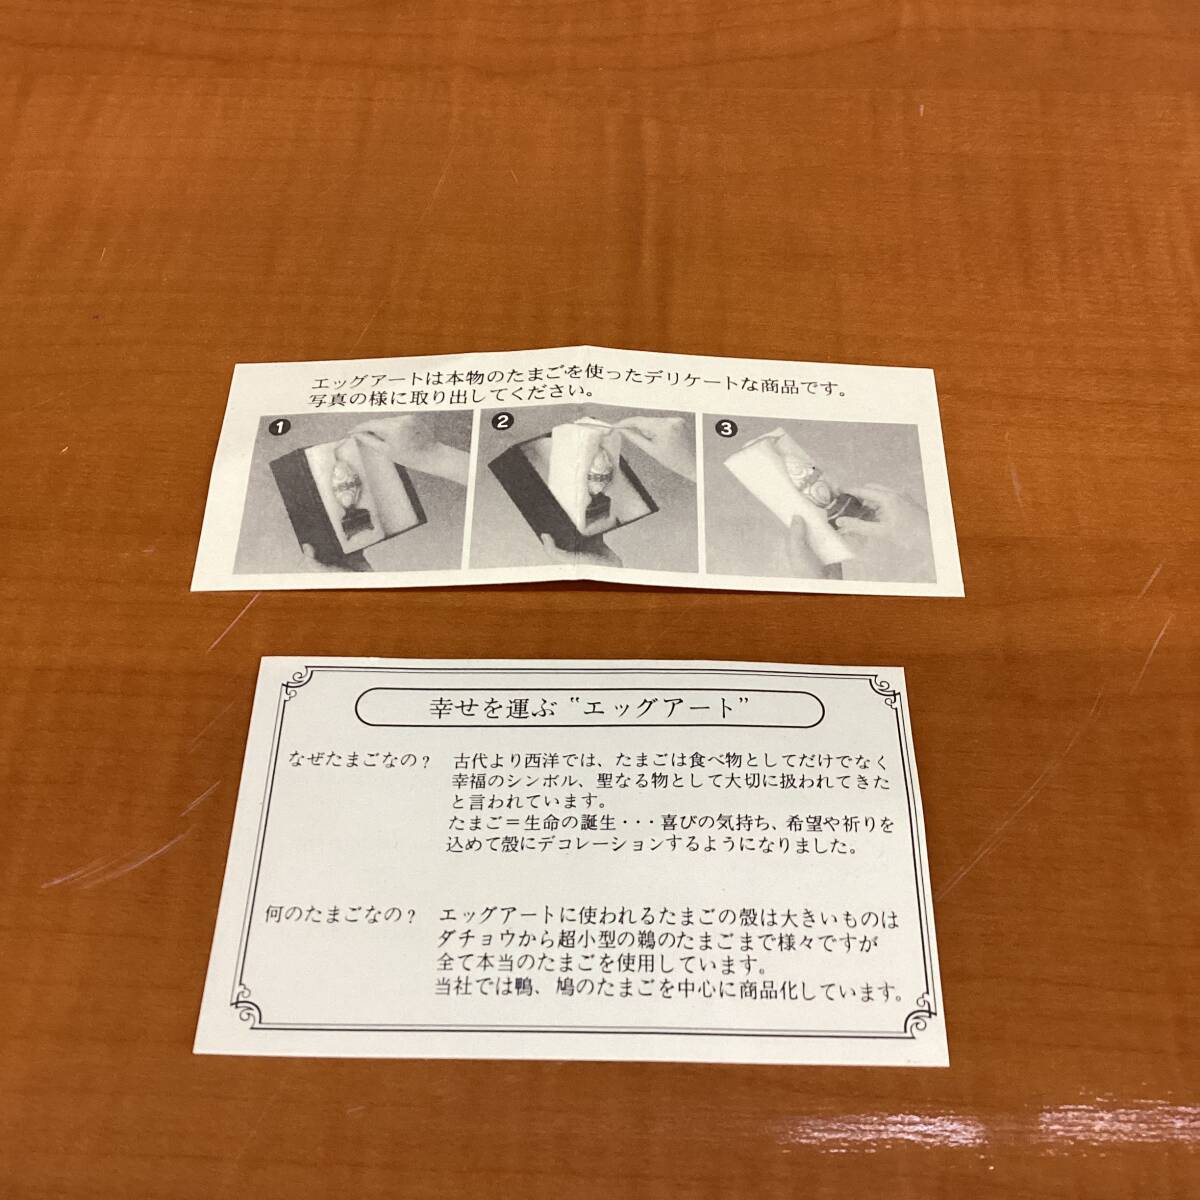 エッグアートは本物のたまごを使ったデリケートな商品です。
写真の様に取り出してください。
1 2 3
幸せを運ぶ“エッグアート”
なぜたまごなの? 古代より西洋では、たまごは食べ物としてだけでなく
幸福のシンボル、聖なる物として大切に扱われてきた
と言われています。
たまご＝生命の誕生・・・喜びの気持ち、希望や祈りを
込めて殻にデコレーションするようになりました。
何のたまごなの? エッグアートに使われるたまごの殻は大きいものは
ダチョウから超小型の鶉のたまごまで様々ですが
全て本当のたまごを使用しています。
当社では鴨、鳩のたまごを中心に商品化しています。